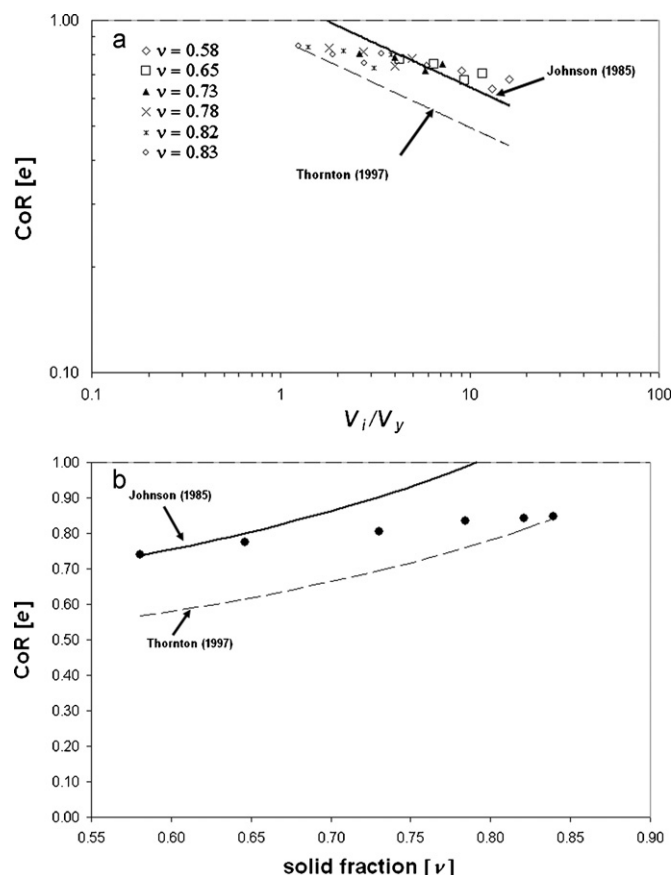 1.00
a
ν = 0.58
ν = 0.65
ν = 0.73
ν = 0.78
ν = 0.82
ν = 0.83
Johnson (1985)
Thornton (1997)
CoR [e]
0.10
0.1
1
10
100
Vi/Vy
1.00
b
Johnson (1985)
0.90
0.80
0.70
0.60
Thornton (1997)
0.50
0.40
0.30
0.20
0.10
0.00
CoR [e]
0.55
0.60
0.65
0.70
0.75
0.80
0.85
0.90
solid fraction [ν]